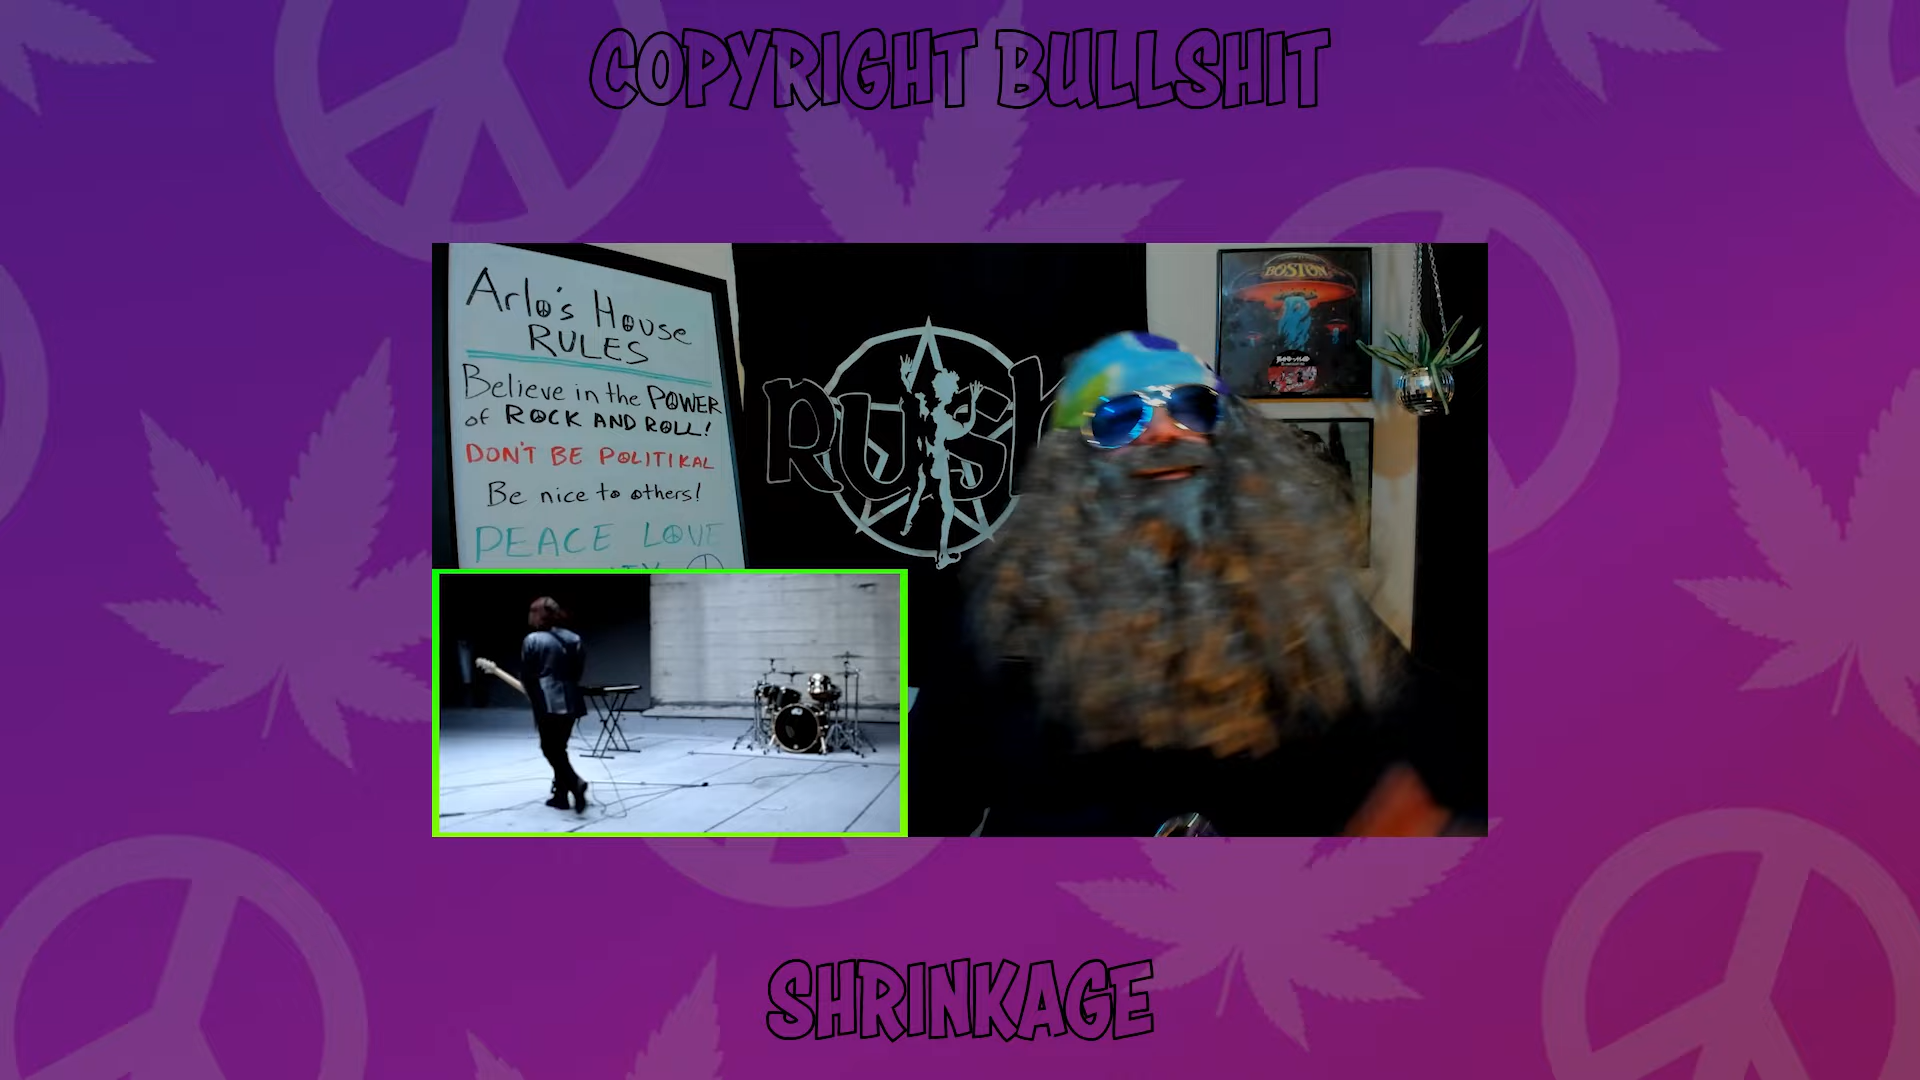 COPYRIGHT BULLSHIT
Arlo's House
RULES
Believe in the POWER
of ROCK AND ROLL!
DON'T BE POLITIKAL
Be nice to others!
PEACE LOVE
RUSH
BOSTON
SHRINKAGE